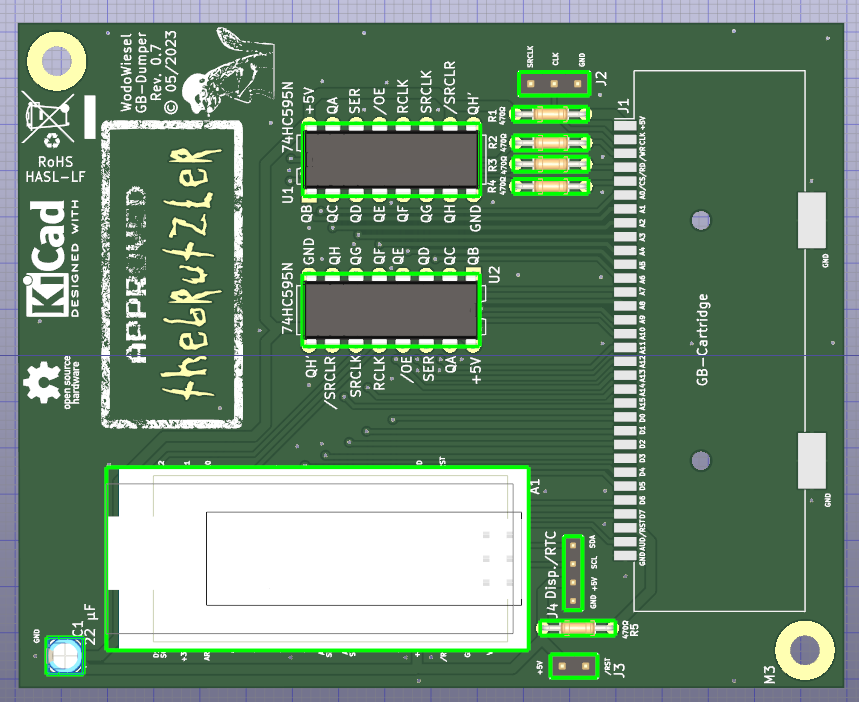 WodoWiesel
GB-Dumper
Rev. 0.7
© 05/2023
RoHS
HASL-LF
KiCad
DESIGNED WITH
open source
hardware
APPROVED
thebrutzler
+5V
QA
SER
/OE
RCLK
SRCLK
/SRCLR
QH'
74HC595N
U1
QB
QC
QD
QE
QF
QG
QH
GND
GND
QH
QG
QF
QE
QD
QC
QB
74HC595N
U2
QH'
/SRCLR
SRCLK
RCLK
/OE
SER
QA
+5V
SRCLK
CLK
GND
J2
R1
470Ω
R2
470Ω
R3
470Ω
R4
470Ω
J1
+5V
CLK
/WR
/RD
/CS
A0
A1
A2
A3
A4
A5
A6
A7
A8
A9
A10
A11
A12
A13
A14
A15
D0
D1
D2
D3
D4
D5
D6
D7
/RST
AUD
GND
GB-Cartridge
GND
GND
A1
J4 Disp./RTC
SDA
SCL
+5V
GND
470Ω
R5
+5V
/RST
J3
M3
GND
C1
22 µF